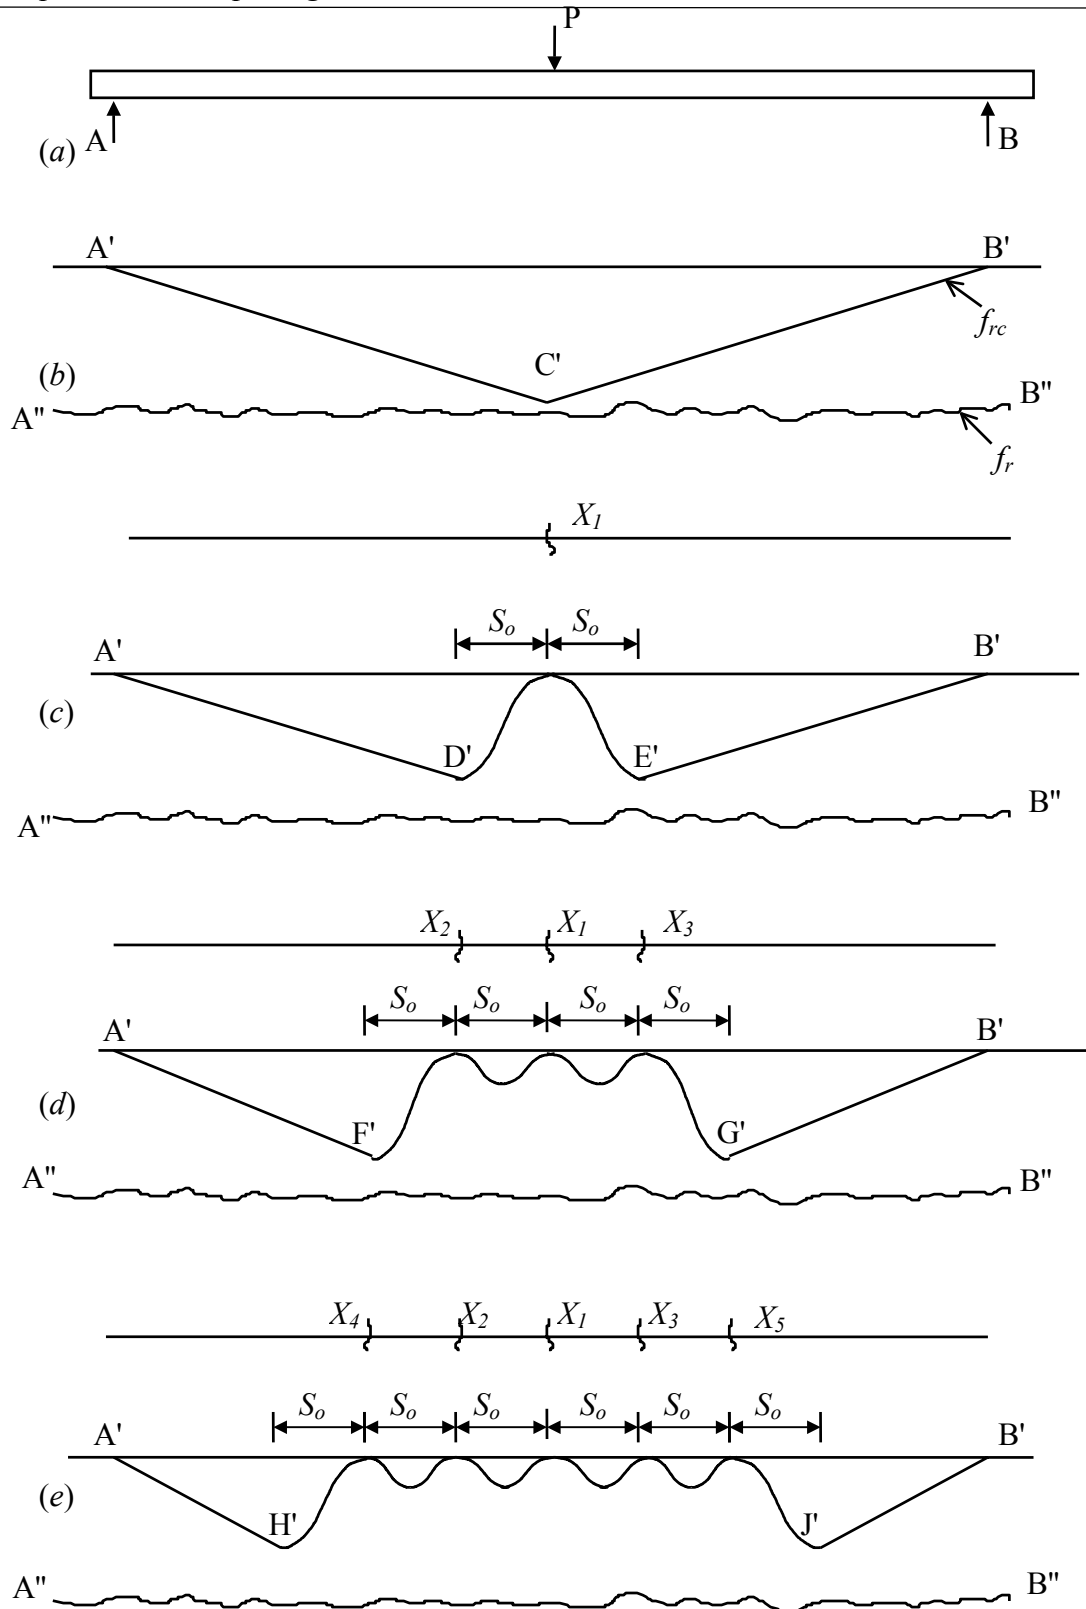 P
A
B
(a)
A'
B'
f_rc
C'
(b)
A"
B"
f_r
X_1
S_o S_o
A'
B'
(c)
D' E'
A"
B"
X_2 X_1 X_3
S_o S_o S_o S_o
A' B'
(d)
F' G'
A" B"
X_4 X_2 X_1 X_3 X_5
S_o S_o S_o S_o S_o S_o
A' B'
(e)
H' J'
A" B"